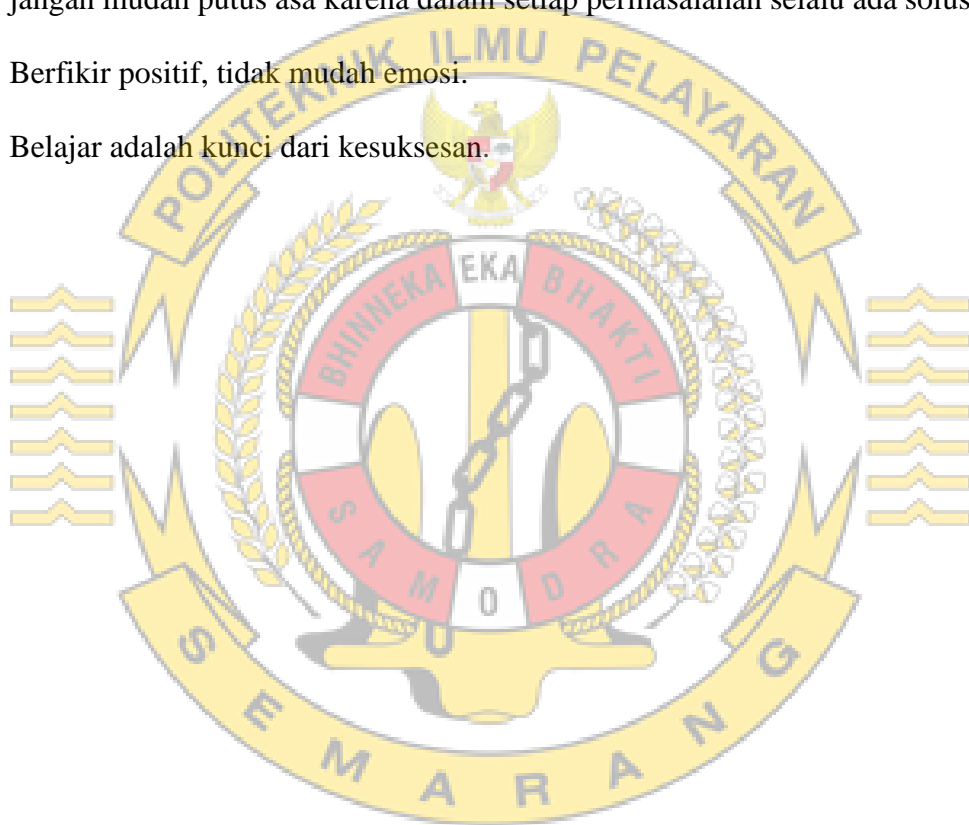 jangan mudah putus asa karena dalam setiap permasalahan selalu ada solus
Berfikir positif, tidak mudah emosi.
Belajar adalah kunci dari kesuksesan.
POLITEKNIK ILMU PELAYARAN
BHINNEKA EKA BHAKTI
SAMODRA
SEMARANG